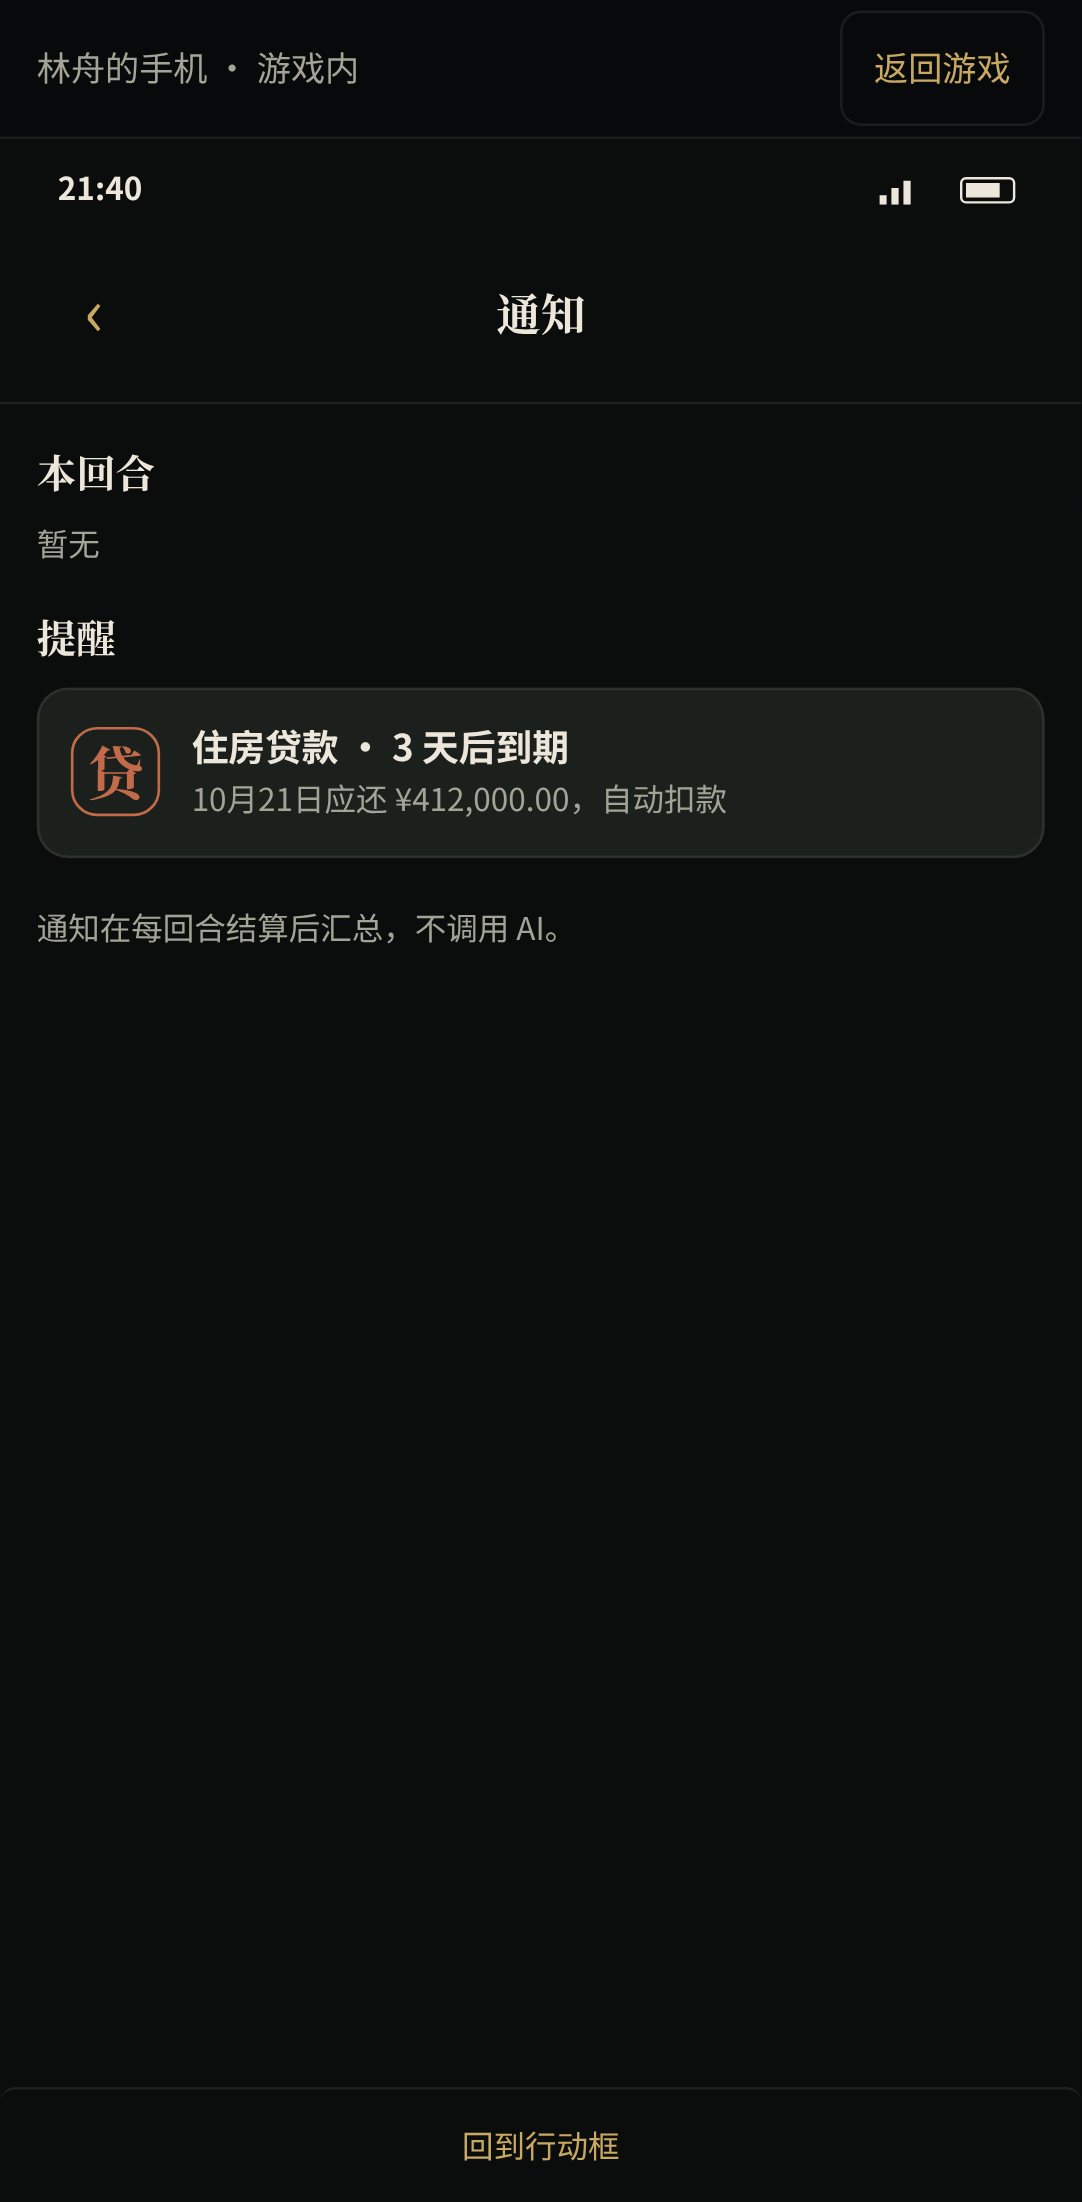 林舟的手机 · 游戏内
返回游戏
21:40
‹
通知
本回合
暂无
提醒
贷
住房贷款 · 3 天后到期
10月21日应还 ¥412,000.00，自动扣款
通知在每回合结算后汇总，不调用 AI。
回到行动框